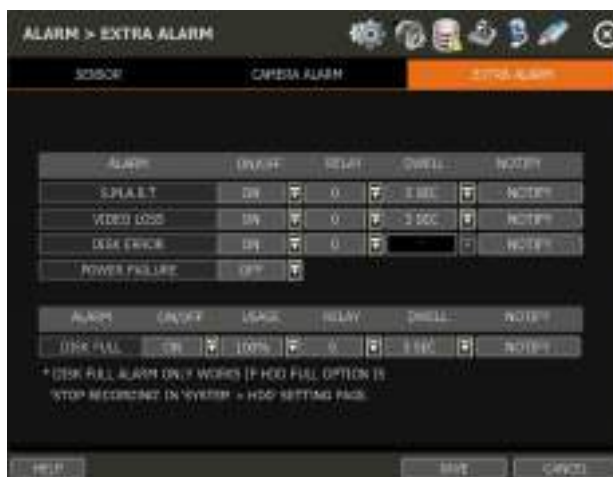 ALARM > EXTRA ALARM
SENSOR CAMERA ALARM EXTRA ALARM
ALARM ON/OFF RELAY DWELL NOTIFY
S.M.A.R.T ON 0 3 SEC NOTIFY
VIDEO LOSS ON 0 3 SEC NOTIFY
DISK ERROR ON 0 NOTIFY
POWER FAILURE OFF
ALARM ON/OFF USAGE RELAY DWELL NOTIFY
DISK FULL ON 100% 0 SEC NOTIFY
* DISK FULL ALARM ONLY WORKS IF HDD FULL OPTION IS
'STOP RECORDING' IN 'SYSTEM > HDD' SETTING PAGE.
HELP SAVE CANCEL